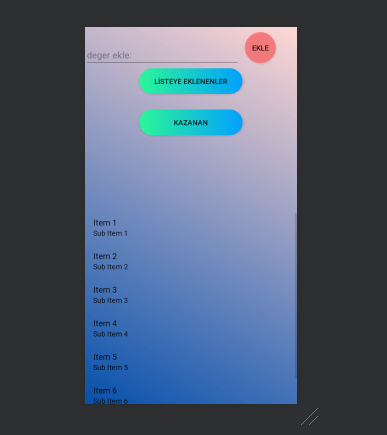 deger ekle:
EKLE
LİSTEYE EKLENENLER
KAZANAN
Item 1
Sub Item 1
Item 2
Sub Item 2
Item 3
Sub Item 3
Item 4
Sub Item 4
Item 5
Sub Item 5
Item 6
Sub Item 6